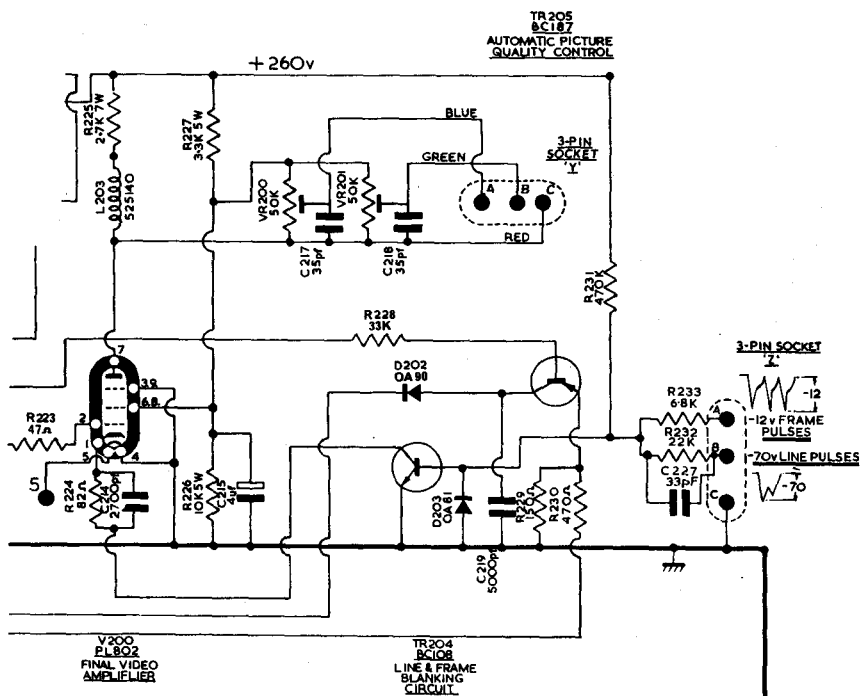 TR205
BC187
AUTOMATIC PICTURE
QUALITY CONTROL
+260v
R225
2·7K 7W
R227
3·3K 5W
BLUE
GREEN
RED
3-PIN
SOCKET
'Y'
A
B
C
L203
525140
VR200
50K
VR201
50K
C217
35pf
C218
35pf
R231
470K
R228
33K
D202
OA90
3-PIN SOCKET
'Z'
7
3.9.
6.8.
2
1
5
4
R223
47Ω
S
R224
82Ω
C214
2700pf
R226
10K 5W
C215
4uf
D203
OA81
C219
5000pf
R229
150Ω
R230
470Ω
R233
6·8K
R232
22K
C227
33pF
A
B
C
-12
-12v FRAME
PULSES
-70v LINE PULSES
-70
V200
PL802
FINAL VIDEO
AMPLIFIER
TR204
BC108
LINE & FRAME
BLANKING
CIRCUIT